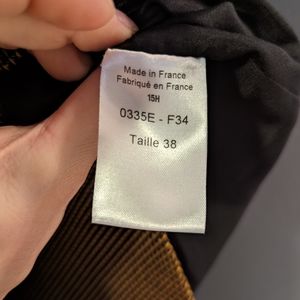 Made in France
Fabriqué en France
15H
0335E - F34
Taille 38